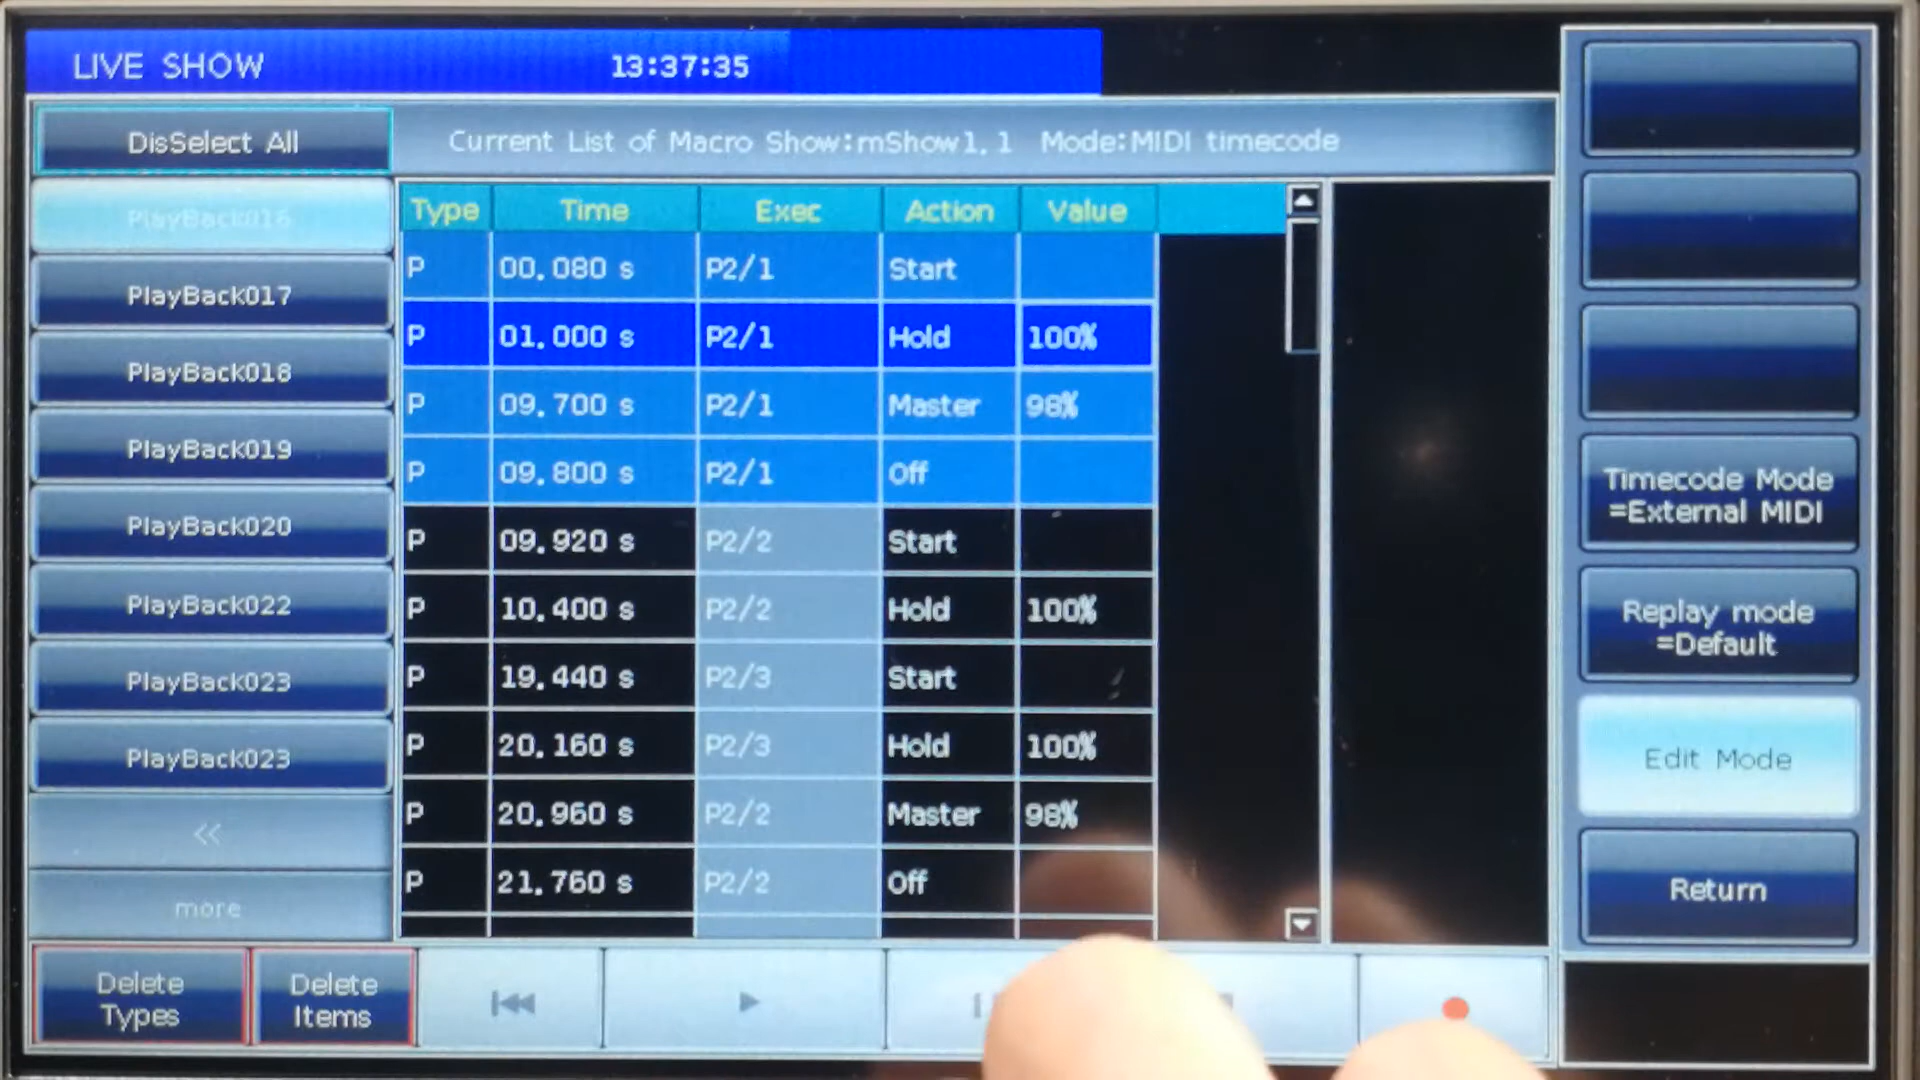 LIVE SHOW 13:37:35
DisSelect All
Current List of Macro Show:mShow1.1 Mode:MIDI timecode
PlayBack016
PlayBack017
PlayBack018
PlayBack019
PlayBack020
PlayBack022
PlayBack023
PlayBack023
<<
more
Type Time Exec Action Value
P 00.080 s P2/1 Start
P 01.000 s P2/1 Hold 100%
P 09.700 s P2/1 Master 98%
P 09.800 s P2/1 Off
P 09.920 s P2/2 Start
P 10.400 s P2/2 Hold 100%
P 19.440 s P2/3 Start
P 20.160 s P2/3 Hold 100%
P 20.960 s P2/2 Master 98%
P 21.760 s P2/2 Off
Timecode Mode
=External MIDI
Replay mode
=Default
Edit Mode
Return
Delete
Types
Delete
Items